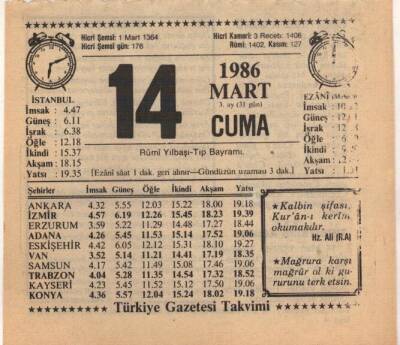 Hicri Şemsi: 1 Mart 1364
Hicri Şemsi gün: 176
Hicri Kameri: 3 Receb: 1406
Rûmi: 1402, Kasım: 127
14
1986
MART
3. ay (31 gün)
CUMA
İSTANBUL
İmsak : 4.47
Güneş : 6.11
İşrak : 6.38
Öğle : 12.18
İkindi : 15.37
Akşam : 18.15
Yatsı : 19.35
EZÂNÎ
İmsak
Güneş
İşrak
Öğle
İkindi
Akşam
Yatsı
Rûmî Yılbaşı-Tıp Bayramı.
[Ezânî sâat 1 dak. geri alınır—Gündüzün uzaması 3 dak.]
Şehirler İmsak Güneş Öğle İkindi Akşam Yatsı
ANKARA 4.32 5.55 12.03 15.22 18.00 19.18
İZMİR 4.57 6.19 12.26 15.45 18.23 19.39
ERZURUM 3.59 5.22 11.29 14.48 17.27 18.44
ADANA 4.26 5.45 11.53 15.14 17.52 19.06
ESKİŞEHİR 4.42 6.05 12.12 15.31 18.10 19.27
VAN 3.52 5.14 11.21 14.41 17.19 18.35
SAMSUN 4.17 5.42 11.49 15.08 17.46 19.06
TRABZON 4.04 5.28 11.35 14.54 17.32 18.52
KAYSERİ 4.23 5.45 11.52 15.12 17.50 19.06
KONYA 4.36 5.57 12.04 15.24 18.02 19.18
★Kalbin şifası,
Kur'ân-ı kerîm
okumakdır.
Hz. Ali (R.A)
★Mağrura karşı
mağrûr ol ki gu-
rurunu terk etsin.
Türkiye Gazetesi Takvimi